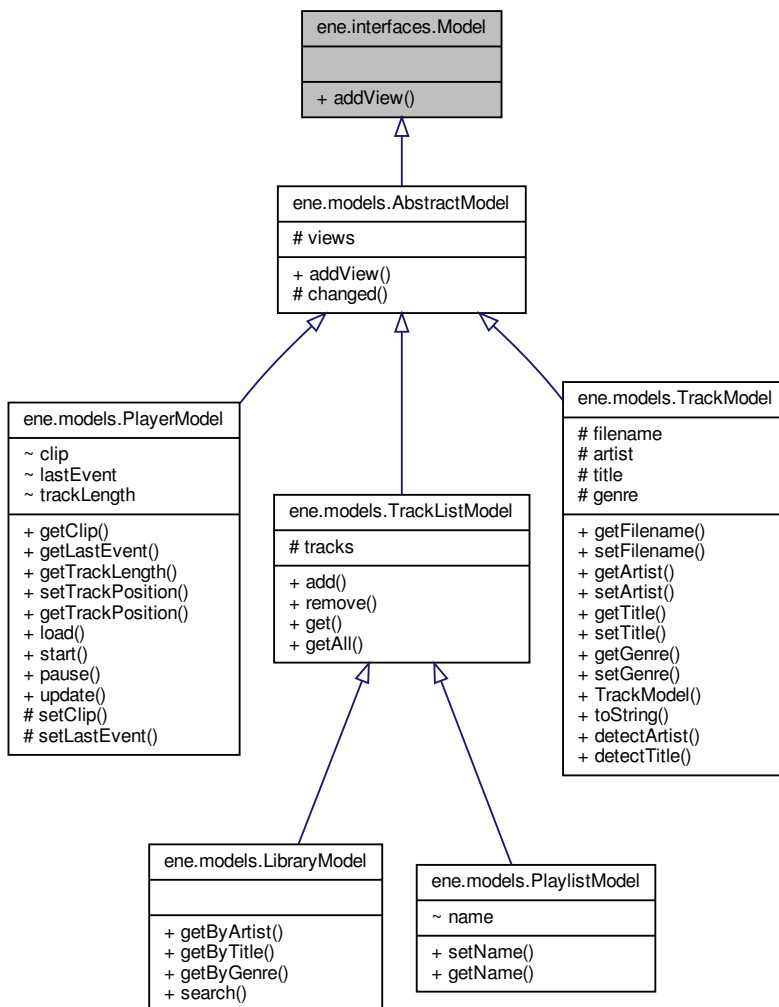 ene.interfaces.Model
+ addView()
ene.models.AbstractModel
# views
+ addView()
# changed()
ene.models.PlayerModel
~ clip
~ lastEvent
~ trackLength
+ getClip()
+ getLastEvent()
+ getTrackLength()
+ setTrackPosition()
+ getTrackPosition()
+ load()
+ start()
+ pause()
+ update()
# setClip()
# setLastEvent()
ene.models.TrackListModel
# tracks
+ add()
+ remove()
+ get()
+ getAll()
ene.models.TrackModel
# filename
# artist
# title
# genre
+ getFilename()
+ setFilename()
+ getArtist()
+ setArtist()
+ getTitle()
+ setTitle()
+ getGenre()
+ setGenre()
+ TrackModel()
+ toString()
+ detectArtist()
+ detectTitle()
ene.models.LibraryModel
+ getByArtist()
+ getByTitle()
+ getByGenre()
+ search()
ene.models.PlaylistModel
~ name
+ setName()
+ getName()